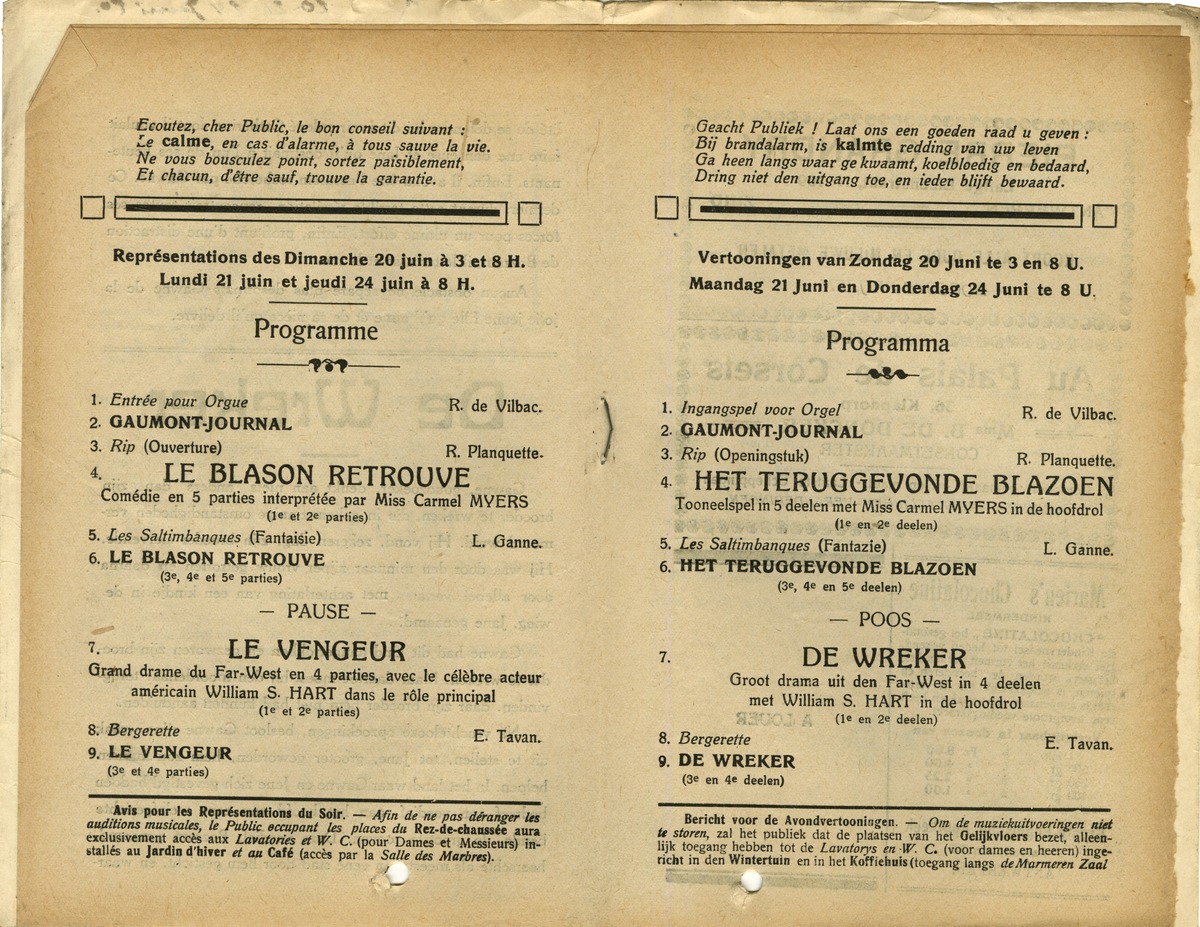 Ecoutez, cher Public, le bon conseil suivant :
Le calme, en cas d'alarme, à tous sauve la vie.
Ne vous bousculez point, sortez paisiblement,
Et chacun, d'être sauf, trouve la garantie.
Représentations des Dimanche 20 juin à 3 et 8 H.
Lundi 21 juin et jeudi 24 juin à 8 H.
Programme
1. Entrée pour Orgue R. de Vilbac.
2. GAUMONT-JOURNAL
3. Rip (Ouverture) R. Planquette.
4. LE BLASON RETROUVE
Comédie en 5 parties interprétée par Miss Carmel MYERS
(1e et 2e parties)
5. Les Saltimbanques (Fantaisie) L. Ganne.
6. LE BLASON RETROUVE
(3e, 4e et 5e parties)
— PAUSE —
7. LE VENGEUR
Grand drame du Far-West en 4 parties, avec le célèbre acteur
américain William S. HART dans le rôle principal
(1e et 2e parties)
8. Bergerette E. Tavan.
9. LE VENGEUR
(3e et 4e parties)
Avis pour les Représentations du Soir. — Afin de ne pas déranger les
auditions musicales, le Public occupant les places du Rez-de-chaussée aura
exclusivement accès aux Lavatories et W. C. (pour Dames et Messieurs) in-
stallés au Jardin d'hiver et au Café (accès par la Salle des Marbres).
Geacht Publiek ! Laat ons een goeden raad u geven :
Bij brandalarm, is kalmte redding van uw leven
Ga heen langs waar ge kwaamt, koelbloedig en bedaard,
Dring niet den uitgang toe, en ieder blijft bewaard.
Vertooningen van Zondag 20 Juni te 3 en 8 U.
Maandag 21 Juni en Donderdag 24 Juni te 8 U.
Programma
1. Ingangspel voor Orgel R. de Vilbac.
2. GAUMONT-JOURNAL
3. Rip (Openingstuk) R. Planquette.
4. HET TERUGGEVONDE BLAZOEN
Tooneelspel in 5 deelen met Miss Carmel MYERS in de hoofdrol
(1e en 2e deelen)
5. Les Saltimbanques (Fantazie) L. Ganne.
6. HET TERUGGEVONDE BLAZOEN
(3e, 4e en 5e deelen)
— POOS —
7. DE WREKER
Groot drama uit den Far-West in 4 deelen
met William S. HART in de hoofdrol
(1e en 2e deelen)
8. Bergerette E. Tavan.
9. DE WREKER
(3e en 4e deelen)
Bericht voor de Avondvertooningen. — Om de muziekuitvoeringen niet
te storen, zal het publiek dat de plaatsen van het Gelijkvloers bezet, alleen-
lijk toegang hebben tot de Lavatorys en W. C. (voor dames en heeren) inge-
richt in den Wintertuin en in het Koffiehuis (toegang langs de Marmeren Zaal